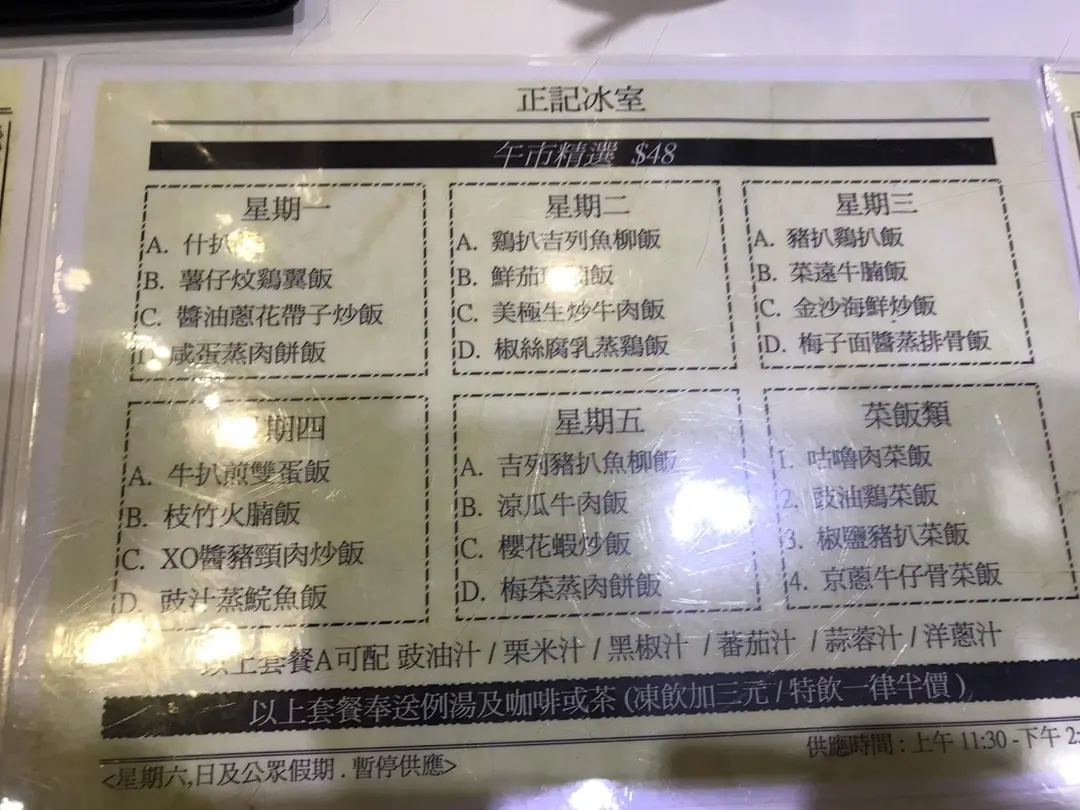 正記冰室
午市精選 $48
星期一
A. 什扒
B. 薯仔炆鷄翼飯
C. 醬油蔥花帶子炒飯
咸蛋蒸肉餅飯
星期二
A. 鷄扒吉列魚柳飯
B. 鮮茄 飯
C. 美極生炒牛肉飯
D. 椒絲腐乳蒸鷄飯
星期三
A. 豬扒鷄扒飯
B. 菜遠牛腩飯
C. 金沙海鮮炒飯
D. 梅子面醬蒸排骨飯
期四
A. 牛扒煎雙蛋飯
B. 枝竹火腩飯
C. XO醬豬頸肉炒飯
D. 豉汁蒸鯇魚飯
星期五
A. 吉列豬扒魚柳飯
B. 涼瓜牛肉飯
C. 櫻花蝦炒飯
D. 梅菜蒸肉餅飯
菜飯類
1. 咕嚕肉菜飯
2. 豉油鷄菜飯
3. 椒鹽豬扒菜飯
4. 京蔥牛仔骨菜飯
以上套餐A可配 豉油汁 / 栗米汁 / 黑椒汁 / 蕃茄汁 / 蒜蓉汁 / 洋蔥汁
以上套餐奉送例湯及咖啡或茶 (凍飲加三元 / 特飲一律半價)
供應時間 : 上午 11:30 - 下午 2:
<星期六,日及公眾假期 . 暫停供應>